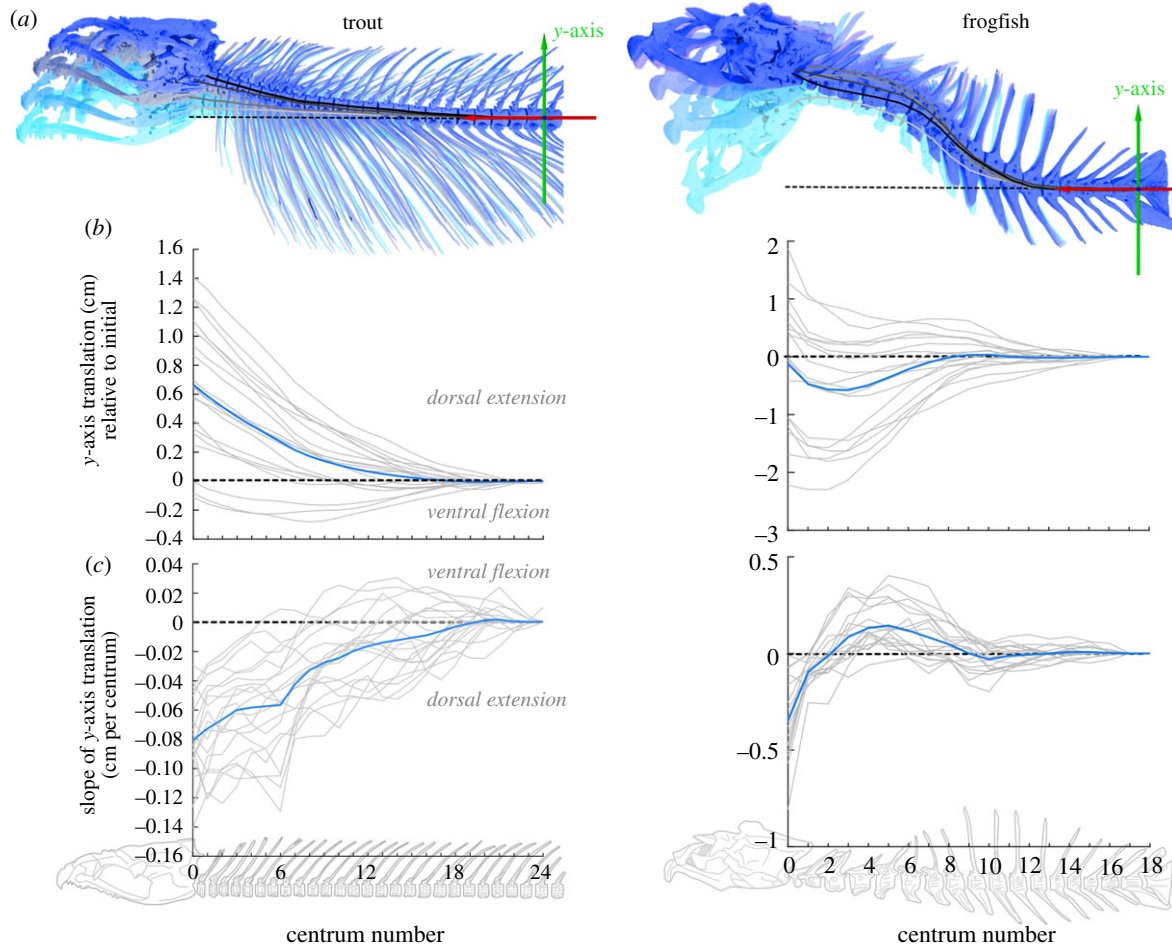 (a)
trout
frogfish
y-axis
y-axis
(b)
y-axis translation (cm)
relative to initial
1.6
1.4
1.2
1.0
0.8
0.6
0.4
0.2
0
–0.2
–0.4
dorsal extension
ventral flexion
2
1
0
–1
–2
–3
(c)
slope of y-axis translation
(cm per centrum)
0.04
0.02
0
–0.02
–0.04
–0.06
–0.08
–0.10
–0.12
–0.14
–0.16
ventral flexion
dorsal extension
0 6 12 18 24
centrum number
0.5
0
–0.5
–1
0 2 4 6 8 10 12 14 16 18
centrum number